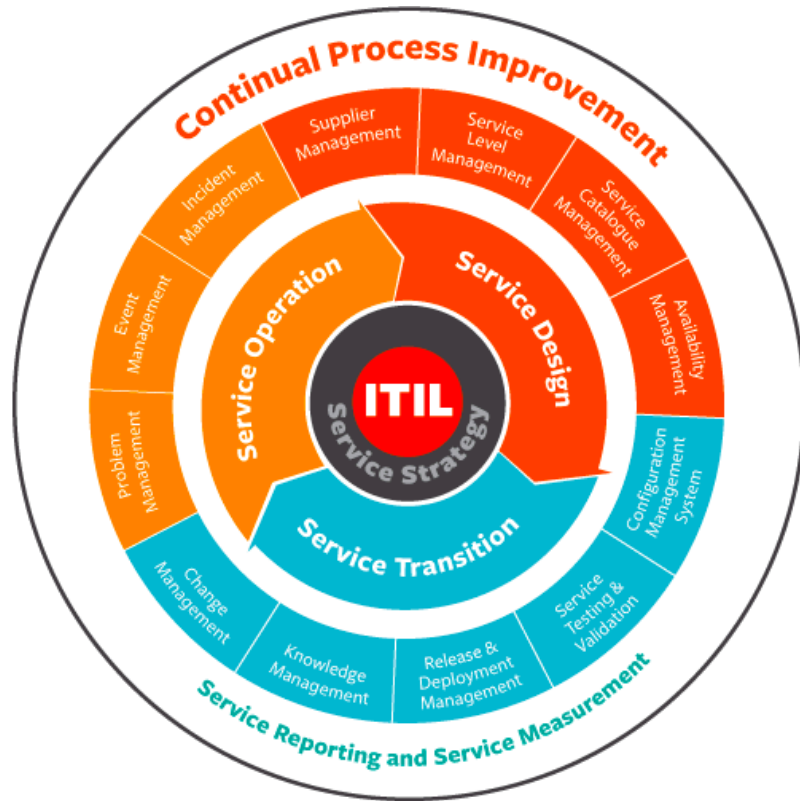 Continual Process Improvement
Supplier
Management
Service
Level
Management
Service
Catalogue
Management
Availability
Management
Configuration
Management
System
Service
Testing &
Validation
Release &
Deployment
Management
Knowledge
Management
Change
Management
Problem
Management
Event
Management
Incident
Management
Service Operation
Service Design
Service Transition
ITIL
Service Strategy
Service Reporting and Service Measurement